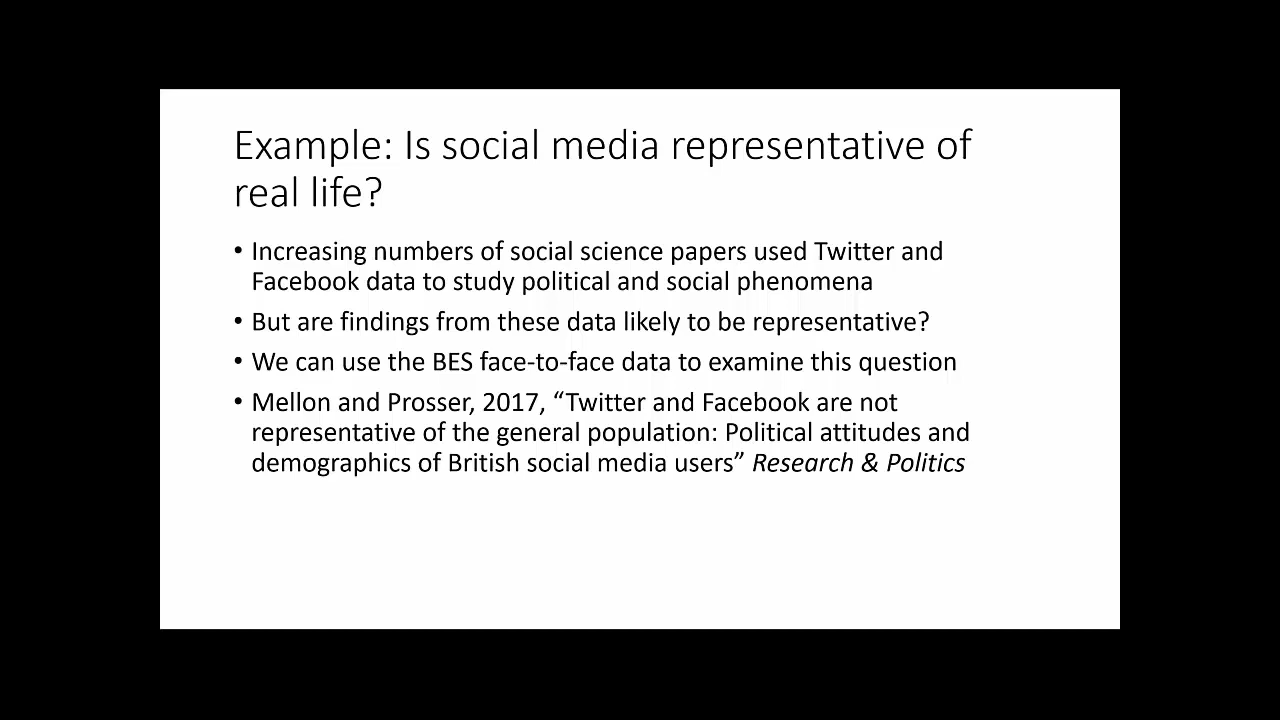 Example: Is social media representative of
real life?
• Increasing numbers of social science papers used Twitter and
Facebook data to study political and social phenomena
• But are findings from these data likely to be representative?
• We can use the BES face-to-face data to examine this question
• Mellon and Prosser, 2017, “Twitter and Facebook are not
representative of the general population: Political attitudes and
demographics of British social media users” Research & Politics